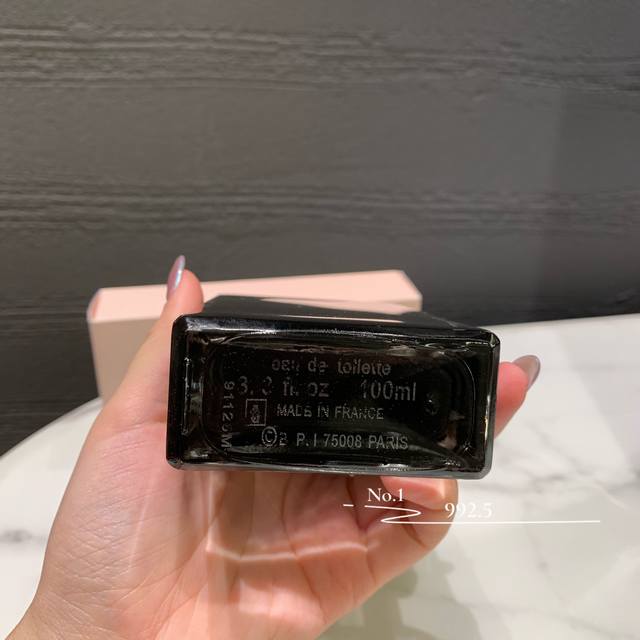 eau de toilette
3.3 fl. oz 100ml
MADE IN FRANCE
© B P. I 75008 PARIS
No.1
992.5